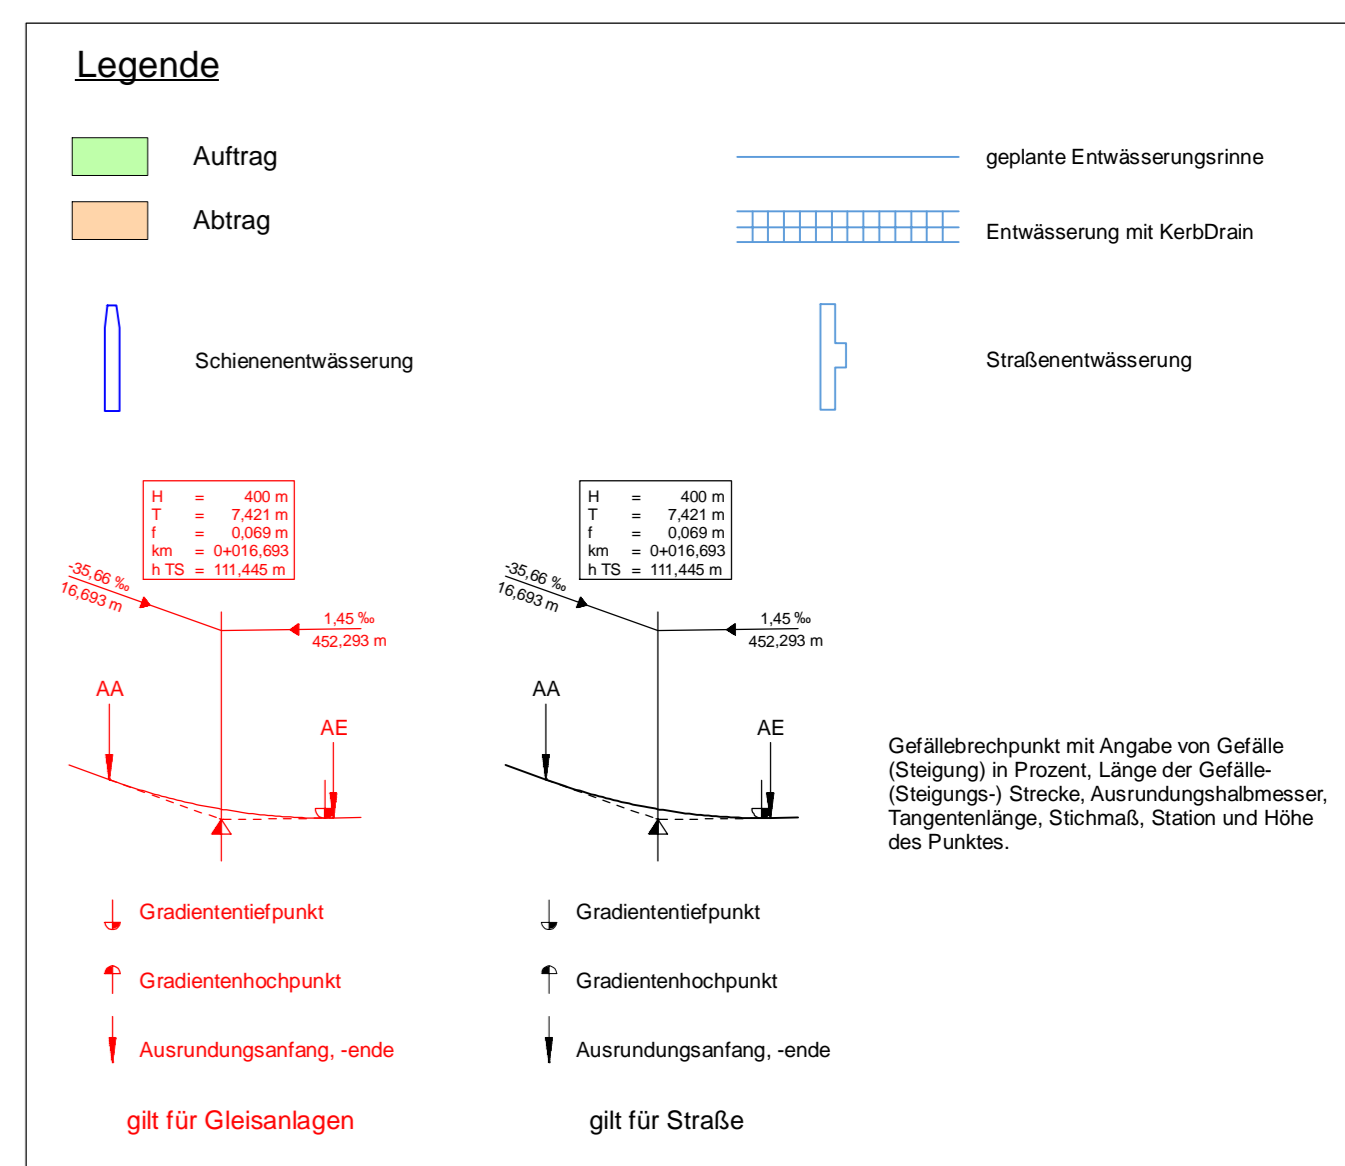 Legende
Auftrag
Abtrag
Schienenentwässerung
geplante Entwässerungsrinne
Entwässerung mit KerbDrain
Straßenentwässerung
H = 400 m
T = 7,421 m
f = 0,069 m
km = 0+016,693
h TS = 111,445 m
-35,66 ‰
16,693 m
1,45 ‰
452,293 m
AA
AE
Gradiententiefpunkt
Gradientenhochpunkt
Ausrundungsanfang, -ende
gilt für Gleisanlagen
H = 400 m
T = 7,421 m
f = 0,069 m
km = 0+016,693
h TS = 111,445 m
-35,66 ‰
16,693 m
1,45 ‰
452,293 m
AA
AE
Gradiententiefpunkt
Gradientenhochpunkt
Ausrundungsanfang, -ende
gilt für Straße
Gefällebrechpunkt mit Angabe von Gefälle
(Steigung) in Prozent, Länge der Gefälle-
(Steigungs-) Strecke, Ausrundungshalbmesser,
Tangentenlänge, Stichmaß, Station und Höhe
des Punktes.